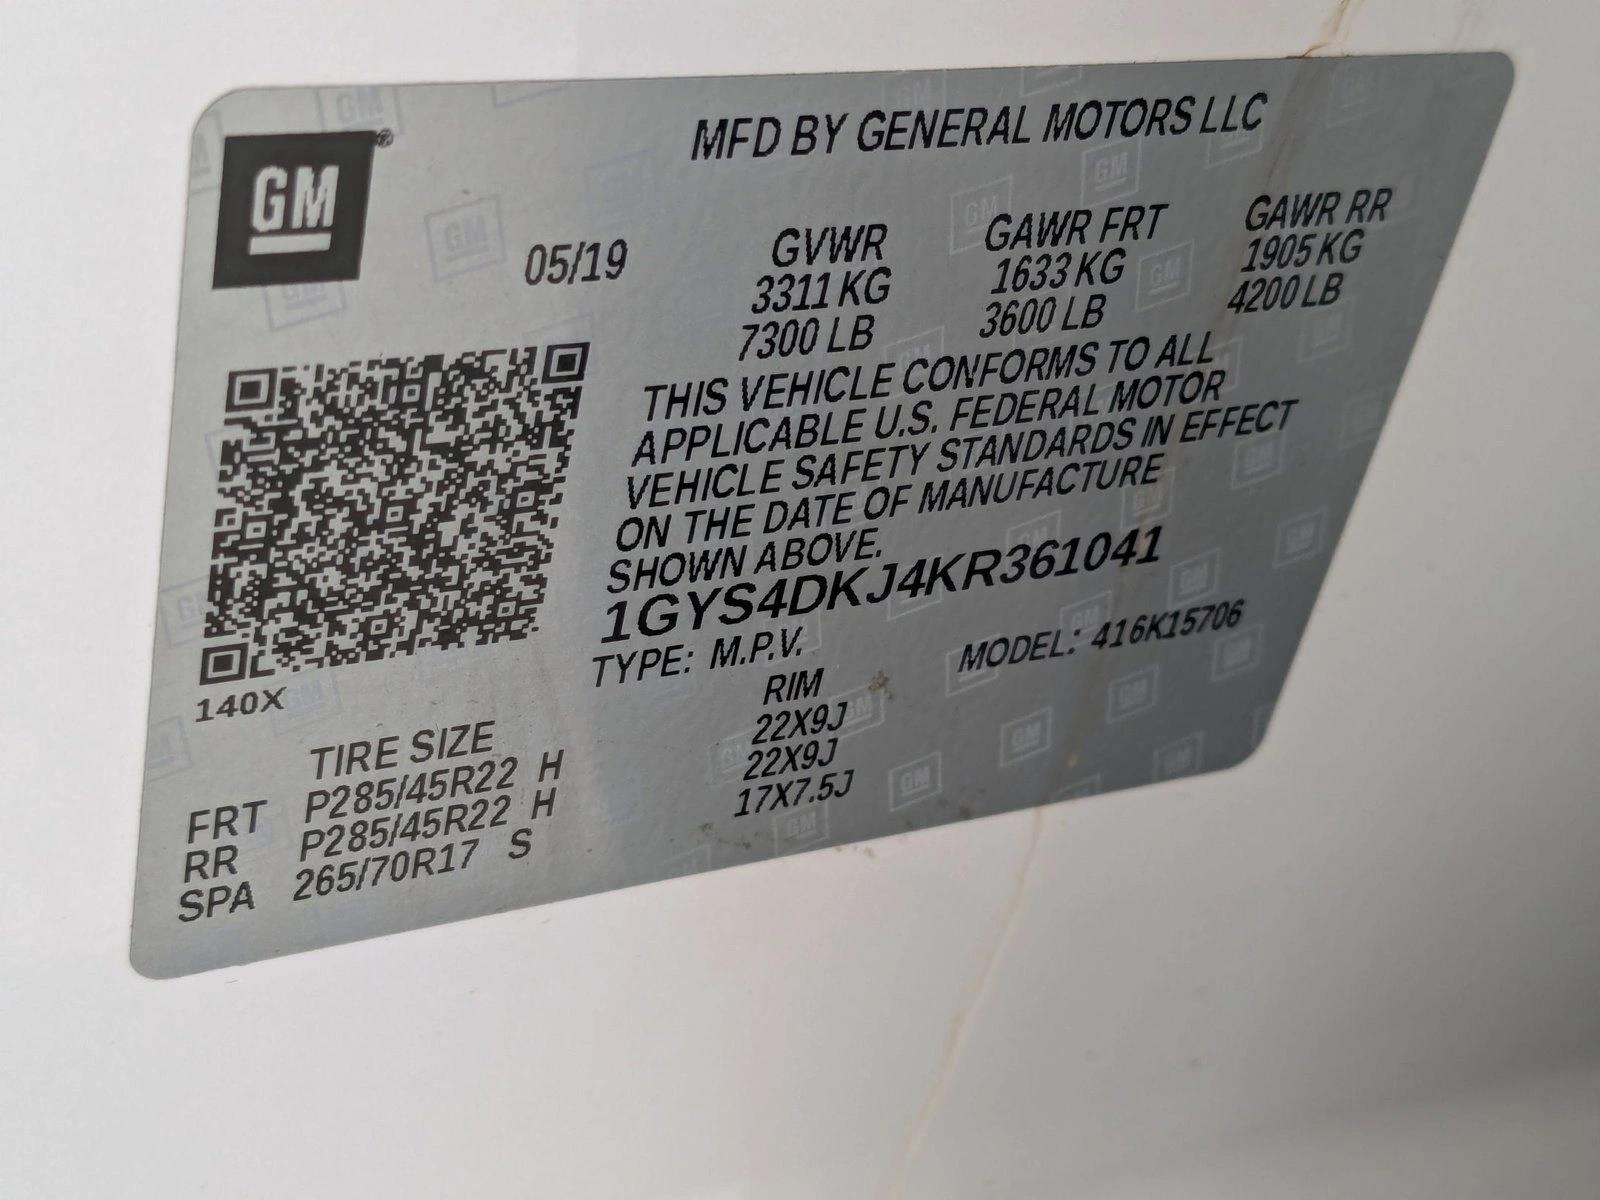 GM®
MFD BY GENERAL MOTORS LLC
05/19
GVWR GAWR FRT GAWR RR
3311 KG 1633 KG 1905 KG
7300 LB 3600 LB 4200 LB
THIS VEHICLE CONFORMS TO ALL
APPLICABLE U.S. FEDERAL MOTOR
VEHICLE SAFETY STANDARDS IN EFFECT
ON THE DATE OF MANUFACTURE
SHOWN ABOVE.
1GYS4DKJ4KR361041
TYPE: M.P.V. MODEL: 416K15706
140X
TIRE SIZE RIM
FRT P285/45R22 H 22X9J
RR P285/45R22 H 22X9J
SPA 265/70R17 S 17X7.5J